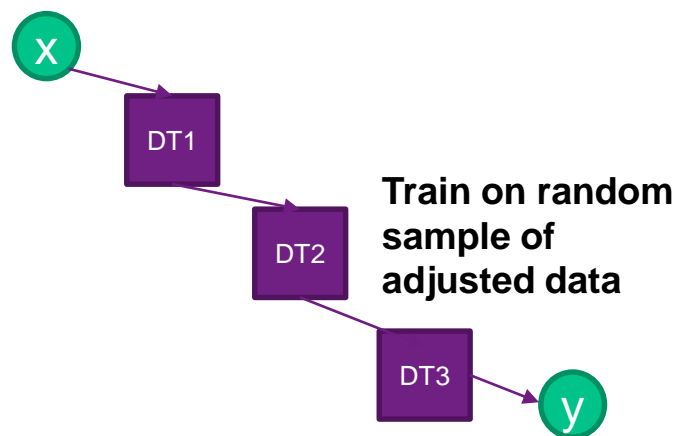 x
DT1
DT2
Train on random
sample of
adjusted data
DT3
y